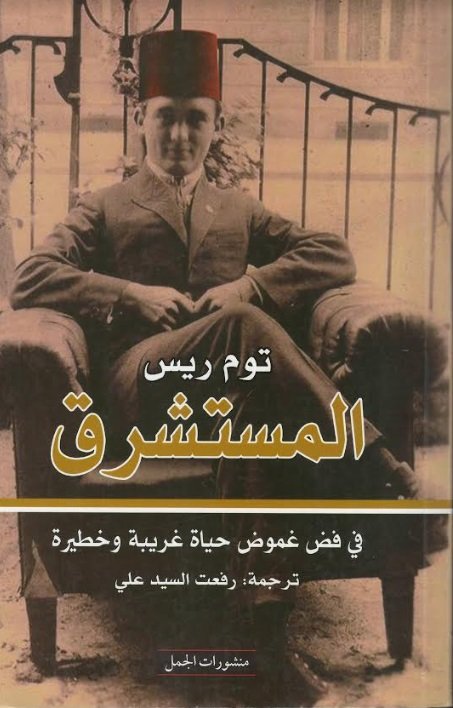 توم ريس
المستشرق
في فض غموض حياة غريبة وخطيرة
ترجمة: رفعت السيد علي
منشورات الجمل